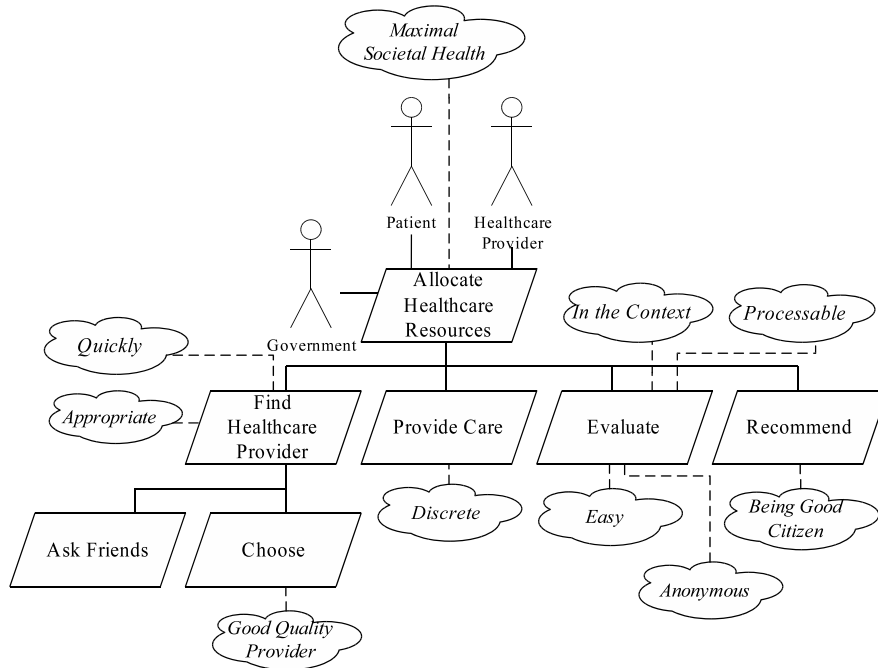 Maximal
Societal Health
Patient
Healthcare
Provider
Government
Allocate
Healthcare
Resources
In the Context
Processable
Quickly
Appropriate
Find
Healthcare
Provider
Provide Care
Evaluate
Recommend
Discrete
Easy
Being Good
Citizen
Ask Friends
Choose
Anonymous
Good Quality
Provider